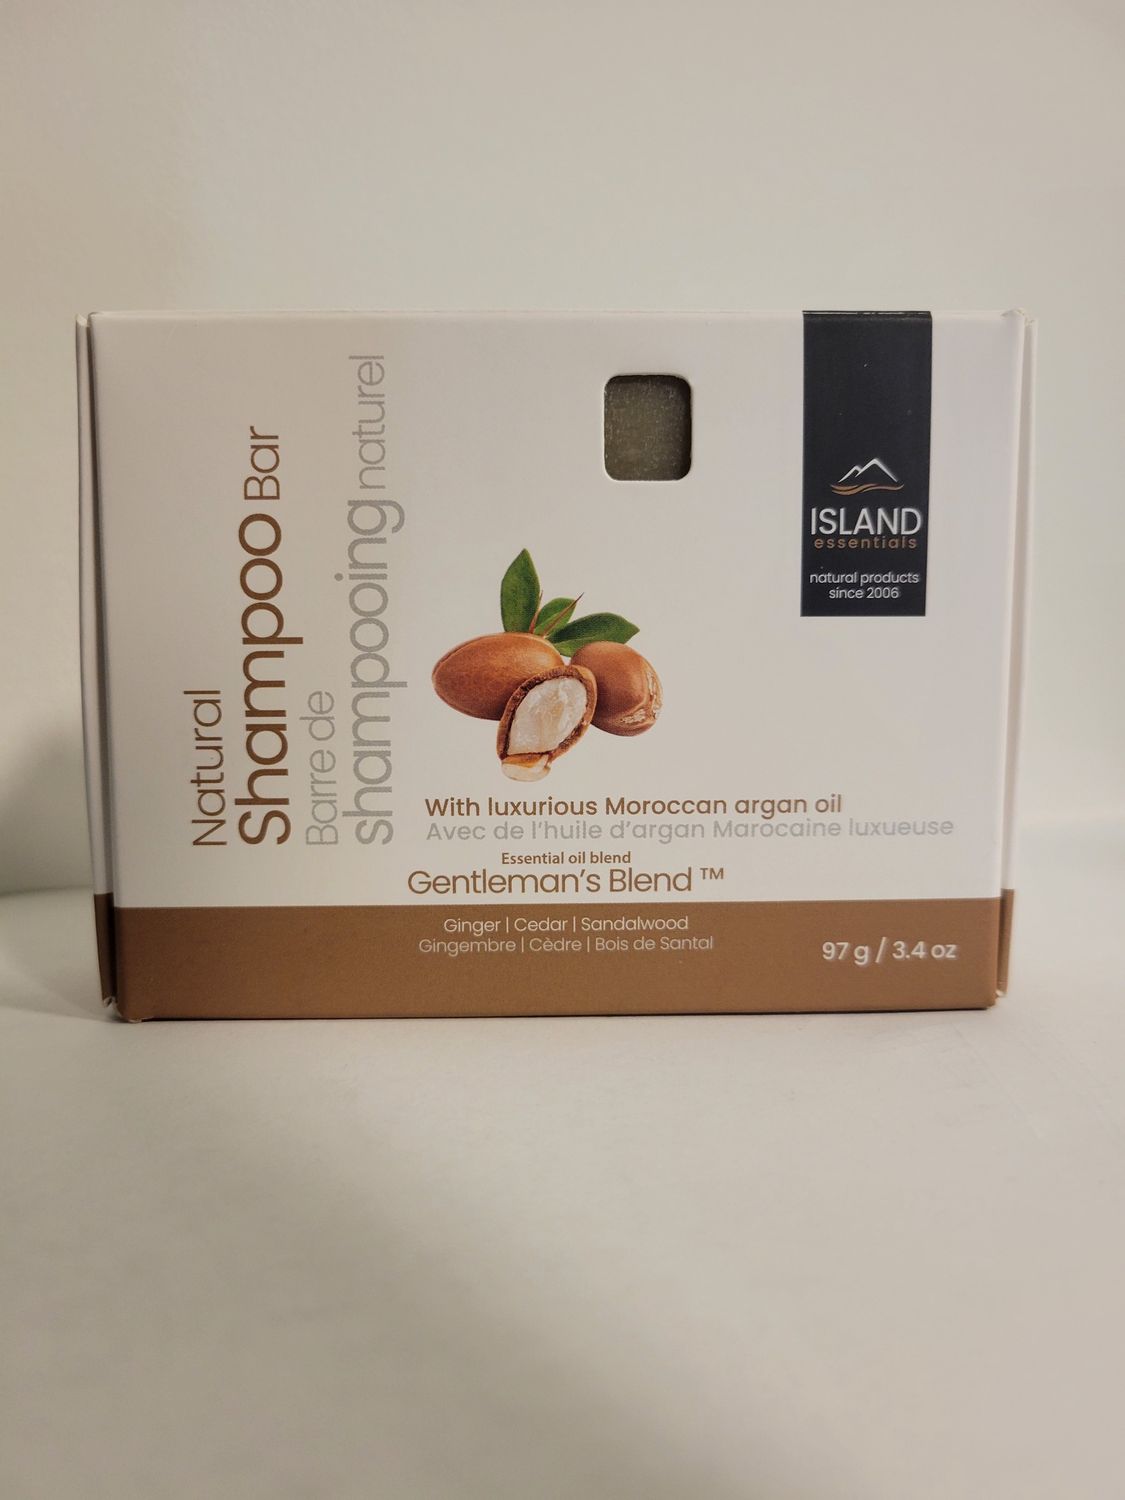 Natural
Shampoo Bar
Barre de
shampooing naturel
ISLAND
essentials
natural products
since 2006
With luxurious Moroccan argan oil
Avec de l'huile d'argan Marocaine luxueuse
Essential oil blend
Gentleman's Blend ™
Ginger | Cedar | Sandalwood
Gingembre | Cèdre | Bois de Santal
97 g / 3.4 oz